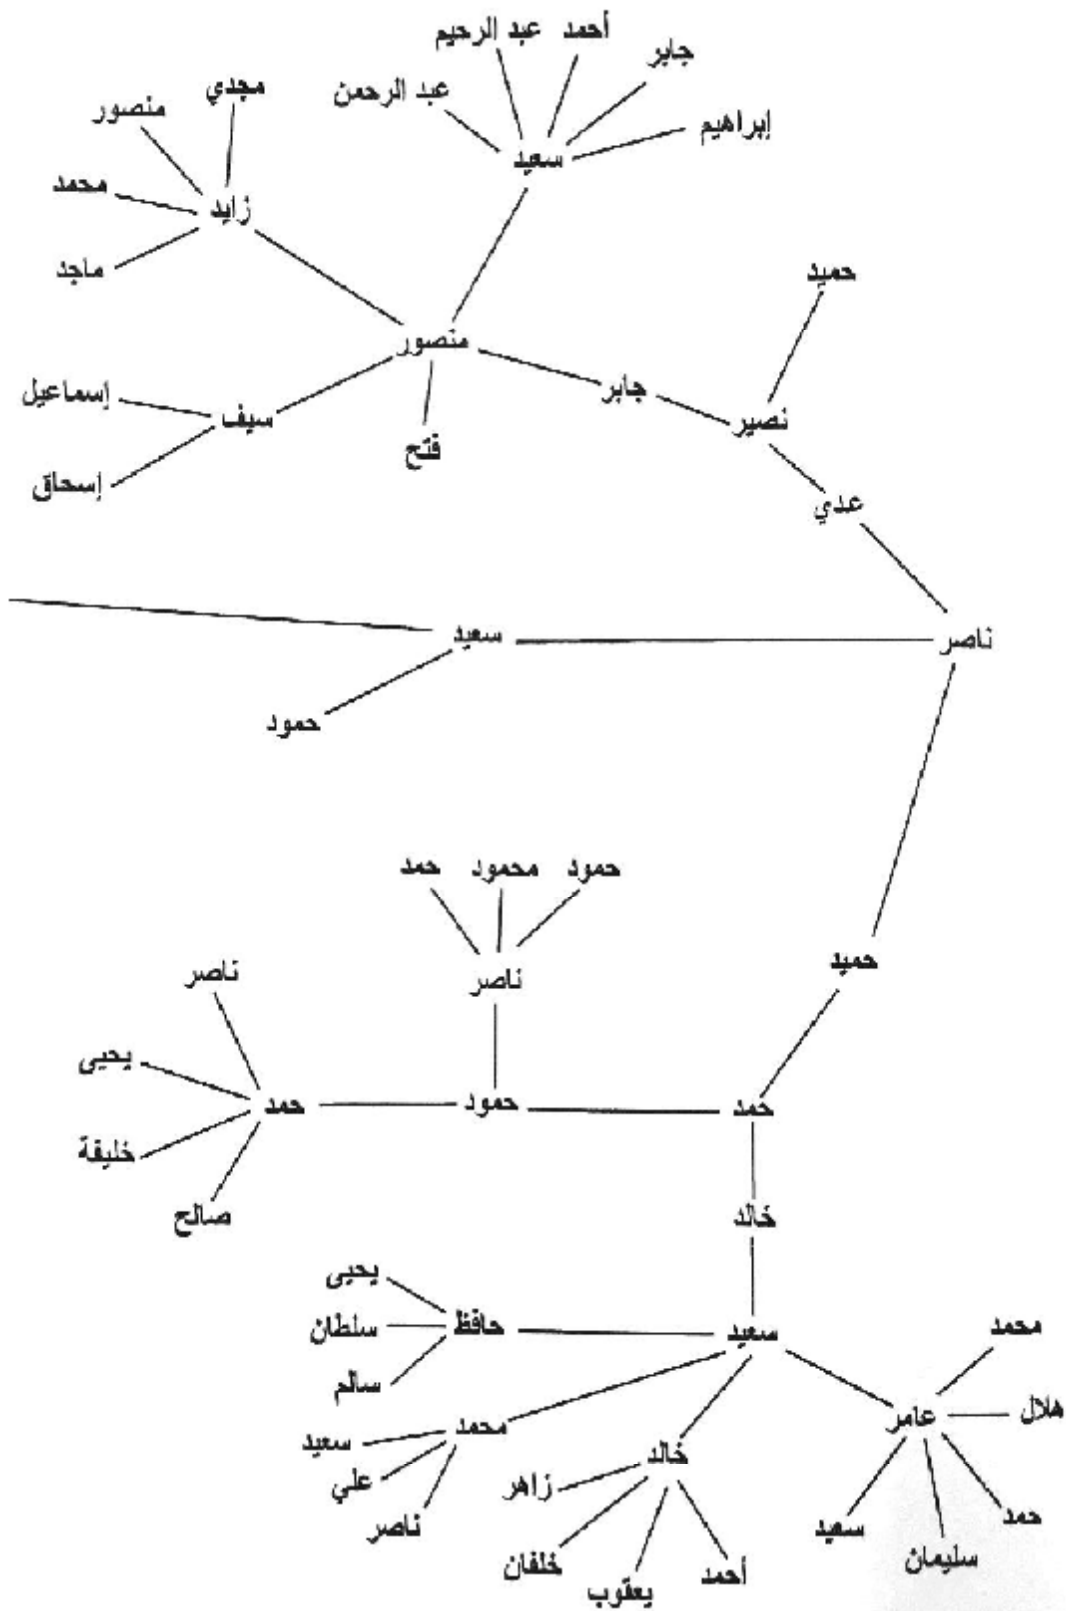 أحمد
عبد الرحيم
جابر
مجدي
عبد الرحمن
منصور
إبراهيم
سعيد
محمد
زايد
ماجد
حميد
منصور
جابر
إسماعيل
سيف
نصير
فتح
إسحاق
عدي
سعيد
ناصر
حمود
حمود
محمود
حمد
حميد
ناصر
ناصر
يحيى
حمد
حمود
حمد
خليفة
خالد
صالح
يحيى
محمد
سلطان
حافظ
سعيد
سالم
هلال
عامر
محمد
سعيد
خالد
علي
زاهر
حمد
ناصر
سعيد
سليمان
خلفان
أحمد
يعقوب